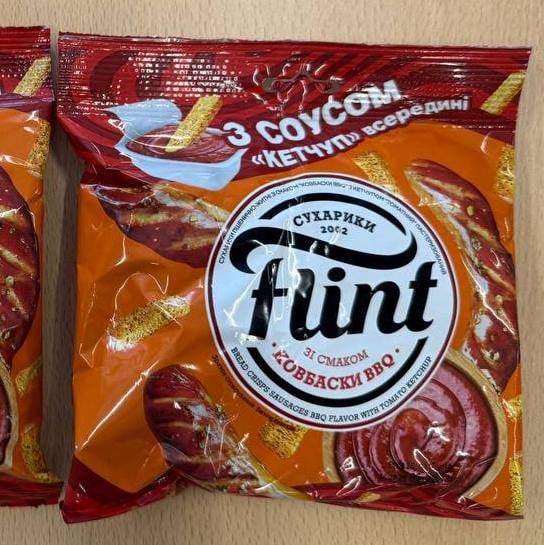 З СОУСОМ
«КЕТЧУП» всередині
СУХАРИКИ
2002
flint
ЗІ СМАКОМ
КОВБАСКИ BBQ
BREAD CRISPS SAUSAGES BBQ FLAVOR WITH TOMATO KETCHUP